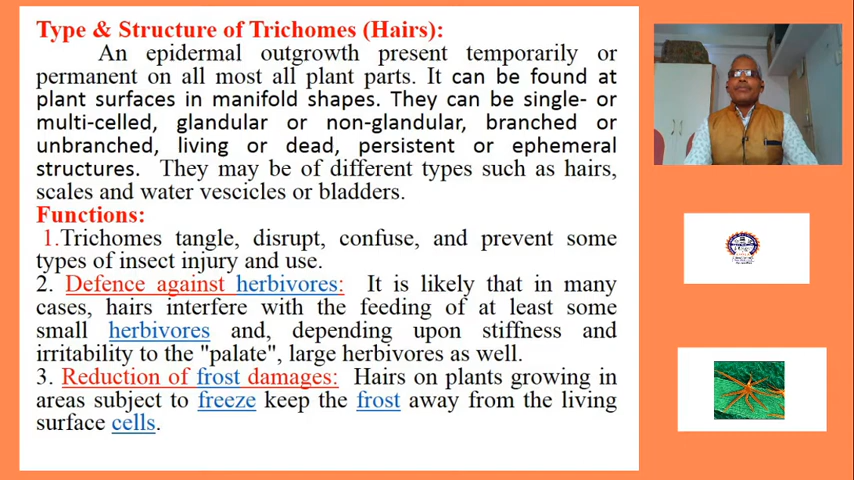 Type & Structure of Trichomes (Hairs):
An epidermal outgrowth present temporarily or
permanent on all most all plant parts. It can be found at
plant surfaces in manifold shapes. They can be single- or
multi-celled, glandular or non-glandular, branched or
unbranched, living or dead, persistent or ephemeral
structures. They may be of different types such as hairs,
scales and water vescicles or bladders.
Functions:
1.Trichomes tangle, disrupt, confuse, and prevent some
types of insect injury and use.
2. Defence against herbivores: It is likely that in many
cases, hairs interfere with the feeding of at least some
small herbivores and, depending upon stiffness and
irritability to the "palate", large herbivores as well.
3. Reduction of frost damages: Hairs on plants growing in
areas subject to freeze keep the frost away from the living
surface cells.